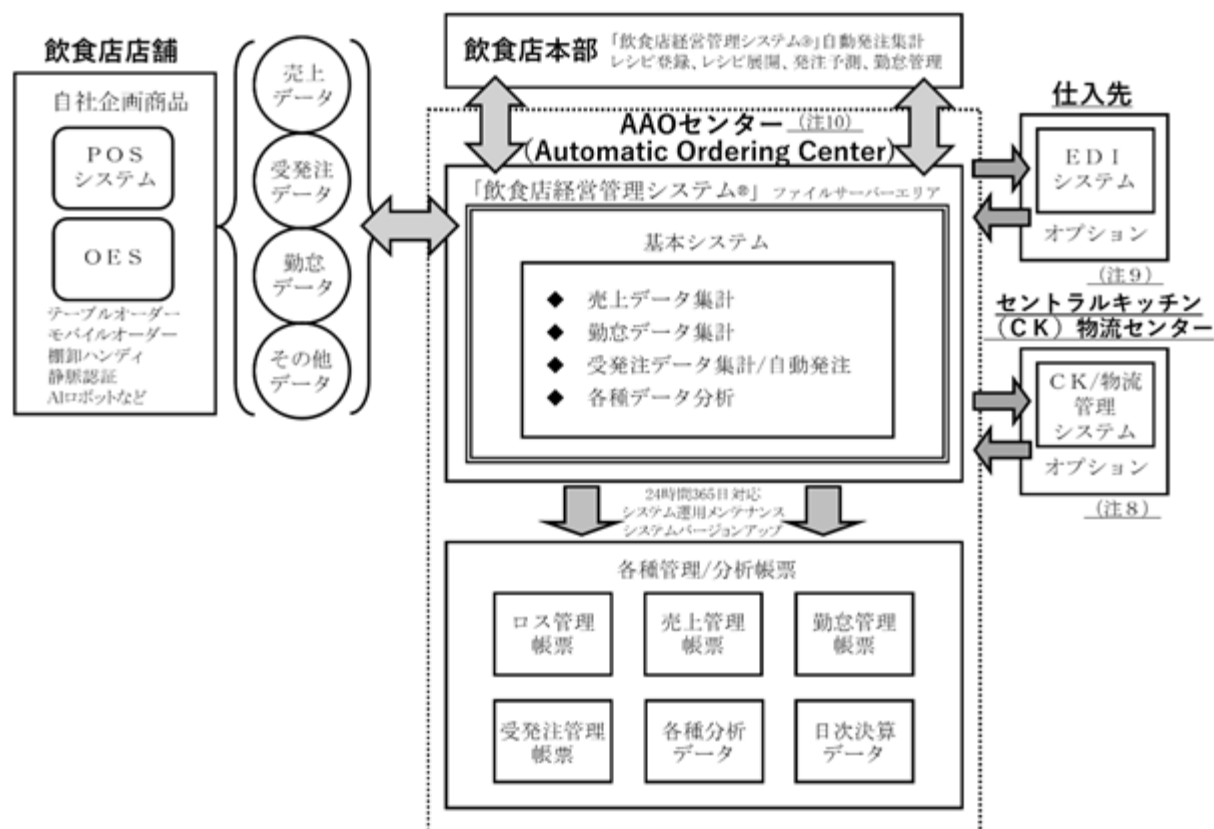 飲食店店舗
自社企画商品
POS
システム
OES
テーブルオーダー
モバイルオーダー
棚卸ハンディ
静脈認証
AIロボットなど
売上
データ
受発注
データ
勤怠
データ
その他
データ
飲食店本部
「飲食店経営管理システム®」自動発注集計
レシピ登録、レシピ展開、発注予測、勤怠管理
AAOセンター（注10）
(Automatic Ordering Center)
「飲食店経営管理システム®」 ファイルサーバーエリア
基本システム
◆ 売上データ集計
◆ 勤怠データ集計
◆ 受発注データ集計/自動発注
◆ 各種データ分析
24時間365日対応
システム運用メンテナンス
システムバージョンアップ
各種管理/分析帳票
ロス管理
帳票
売上管理
帳票
勤怠管理
帳票
受発注管理
帳票
各種分析
データ
日次決算
データ
仕入先
EDI
システム
オプション
（注９）
セントラルキッチン
（ＣＫ）物流センター
CK/物流
管理
システム
オプション
（注８）